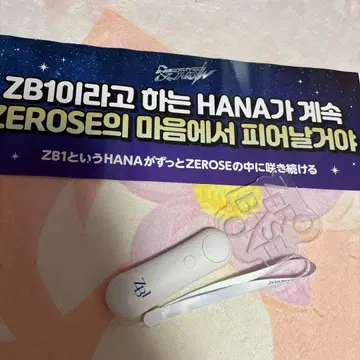 ZB1이라고 하는 HANA가 계속
ZEROSE의 마음에서 피어날거야
ZB1というHANAがずっとZEROSEの中に咲き続ける
ZB1